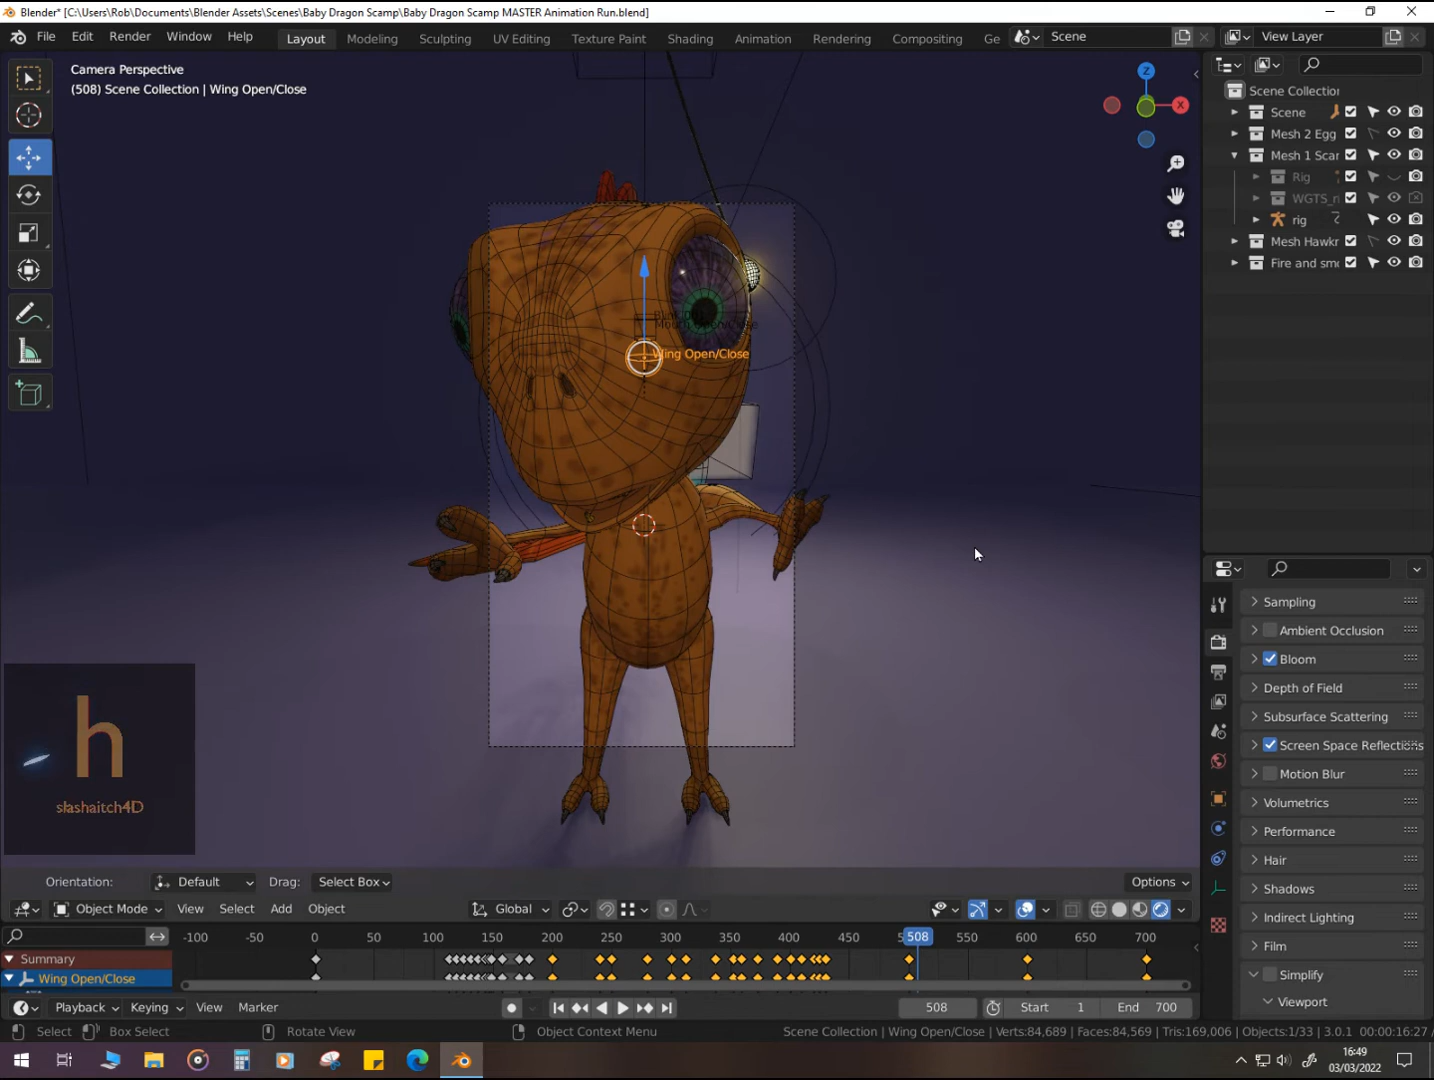 Blender* [C:\Users\Rob\Documents\Blender Assets\Scenes\Baby Dragon Scamp\Baby Dragon Scamp MASTER Animation Run.blend]
File Edit Render Window Help Layout Modeling Sculpting UV Editing Texture Paint Shading Animation Rendering Compositing Ge Scene View Layer
Camera Perspective
(508) Scene Collection | Wing Open/Close
Z
X
Scene Collection
Scene
Mesh 2 Egg
Mesh 1 Scar
Rig
WGTS_r
rig
Mesh Hawkr
Fire and smo
Wing Open/Close
Sampling
Ambient Occlusion
Bloom
Depth of Field
Subsurface Scattering
Screen Space Reflections
Motion Blur
Volumetrics
Performance
Hair
Shadows
Indirect Lighting
Film
Simplify
Viewport
h
slashaitch4D
Orientation: Default Drag: Select Box Options
Object Mode View Select Add Object Global
-100 -50 0 50 100 150 200 250 300 350 400 450 508 550 600 650 700
Summary
Wing Open/Close
Playback Keying View Marker 508 Start 1 End 700
Select Box Select Rotate View Object Context Menu Scene Collection | Wing Open/Close | Verts:84,689 | Faces:84,569 | Tris:169,006 | Objects:1/33 | 3.0.1 00:00:16:27 /
16:49
03/03/2022